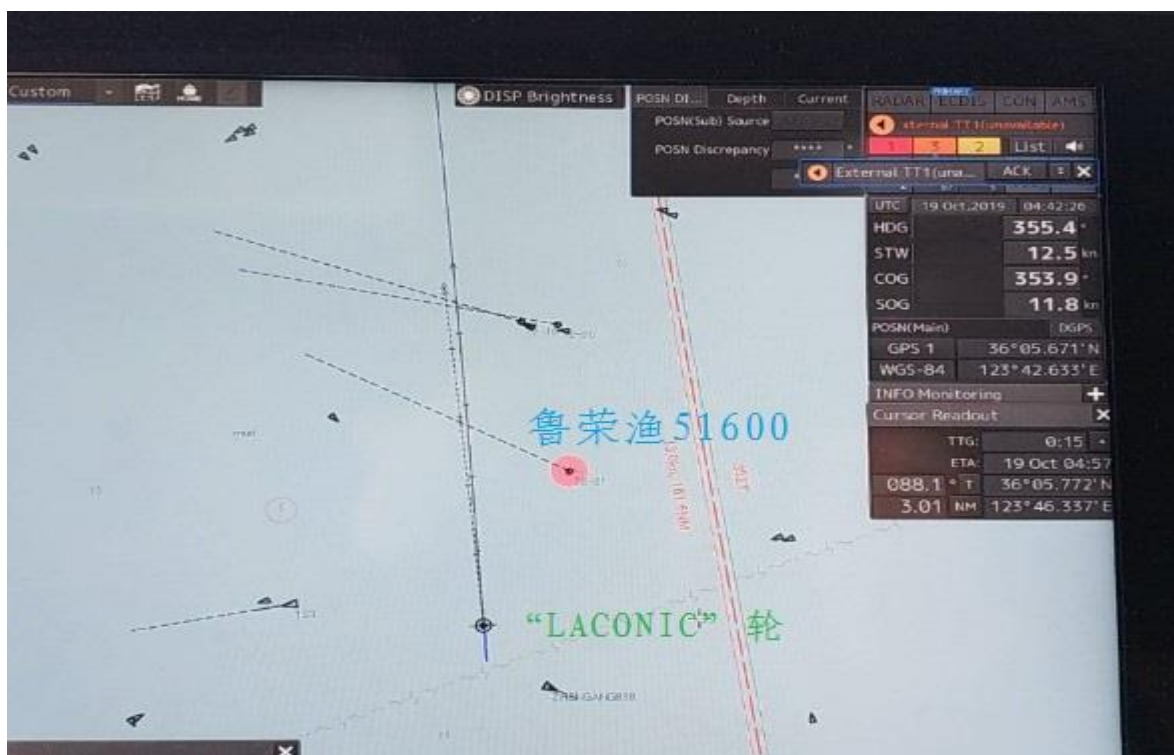 Custom
DISP Brightness
POSN DI... Depth Current
RADAR ECDIS CON AMS
POSN(Sub) Source
xternal TT1(unavailable)
POSN Discrepancy **** 
1 3 2 List
External TT1(una... ACK
UTC 19 Oct,2019 04:42:26
HDG 355.4°
STW 12.5 kn
COG 353.9°
SOG 11.8 kn
POSN(Main) DGPS
GPS 1 36°05.671'N
WGS-84 123°42.633'E
INFO Monitoring
Cursor Readout
TTG: 0:15
ETA: 19 Oct 04:57
088.1° T 36°05.772'N
3.01 NM 123°46.337'E
鲁荣渔51600
“LACONIC”轮